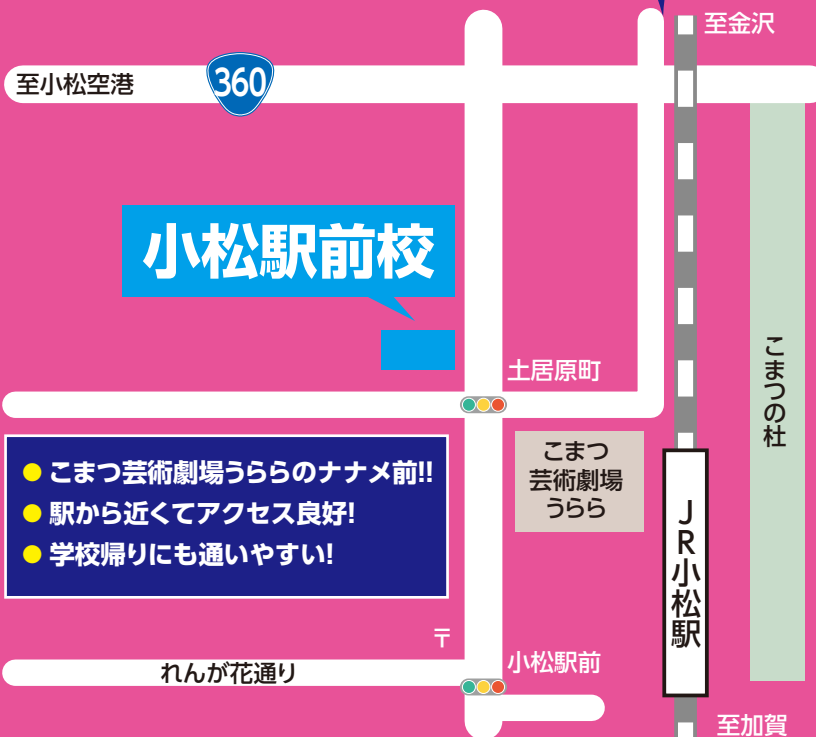 至金沢
至小松空港
360
小松駅前校
土居原町
こまつの杜
こまつ
芸術劇場
うらら
● こまつ芸術劇場うららのナナメ前!!
● 駅から近くてアクセス良好!
● 学校帰りにも通いやすい!
JR小松駅
〒
小松駅前
れんが花通り
至加賀